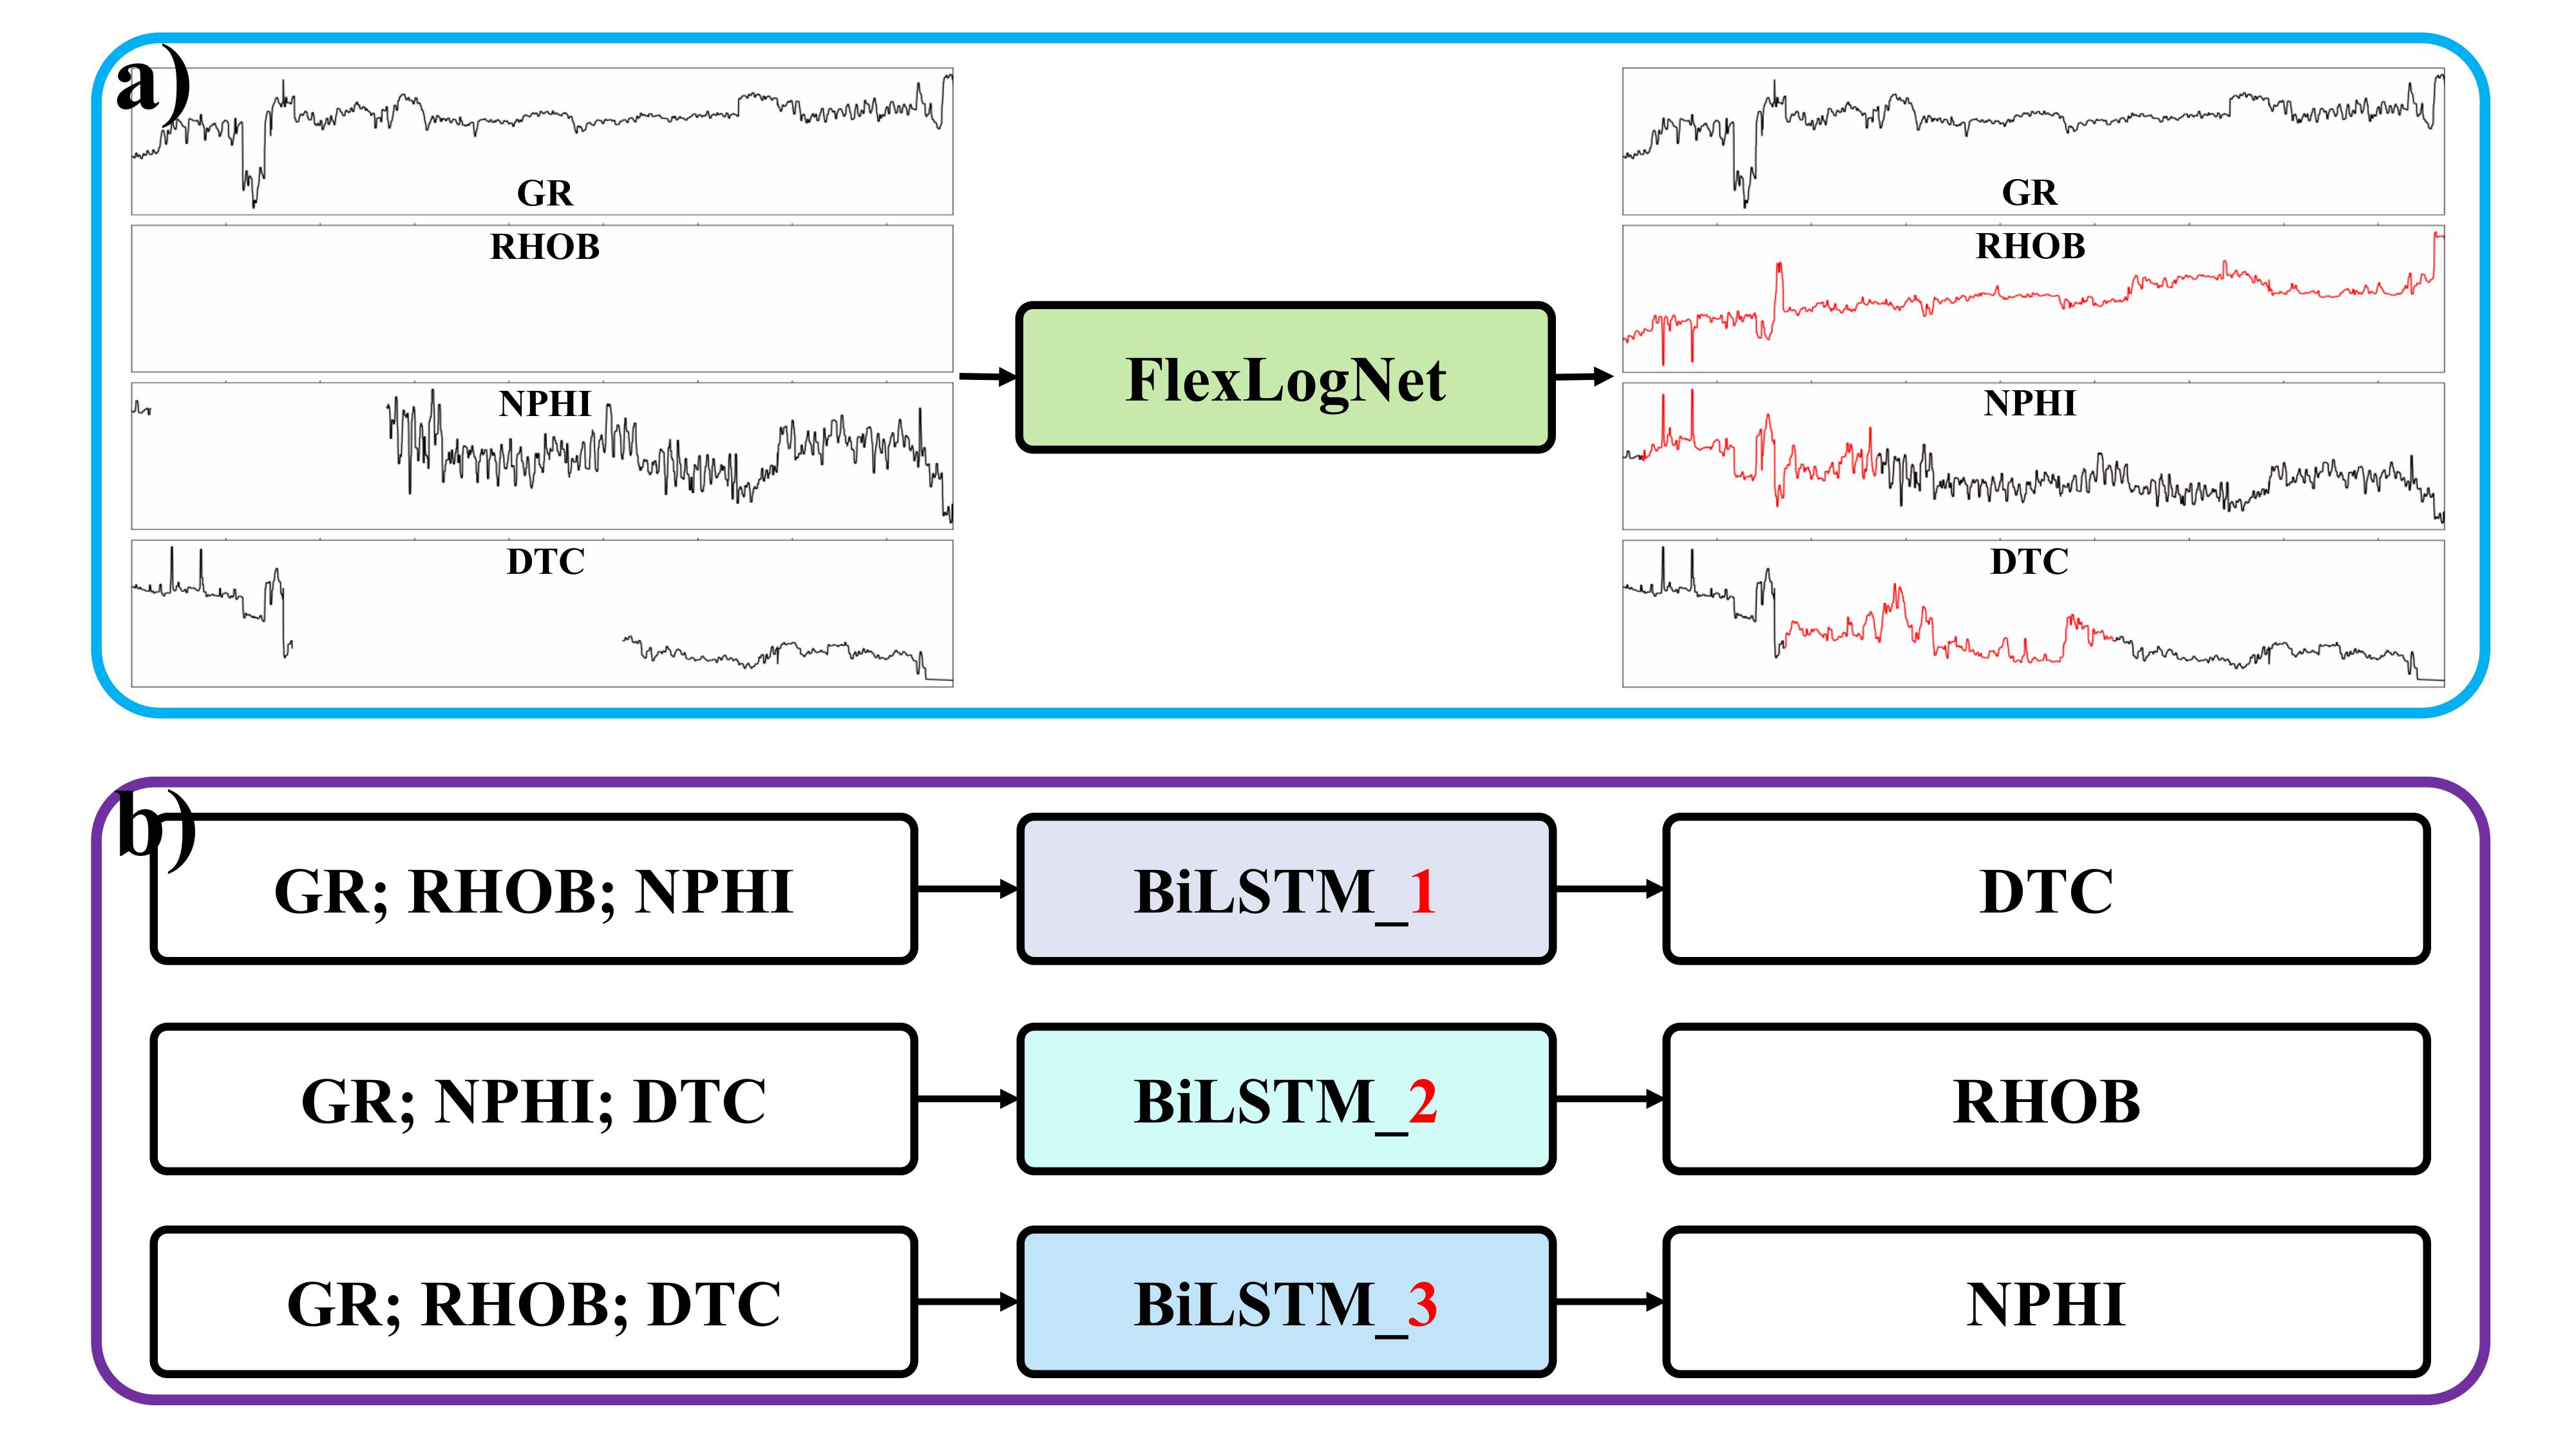 a)
GR
RHOB
NPHI
DTC
FlexLogNet
GR
RHOB
NPHI
DTC
b)
GR; RHOB; NPHI
BiLSTM_1
DTC
GR; NPHI; DTC
BiLSTM_2
RHOB
GR; RHOB; DTC
BiLSTM_3
NPHI